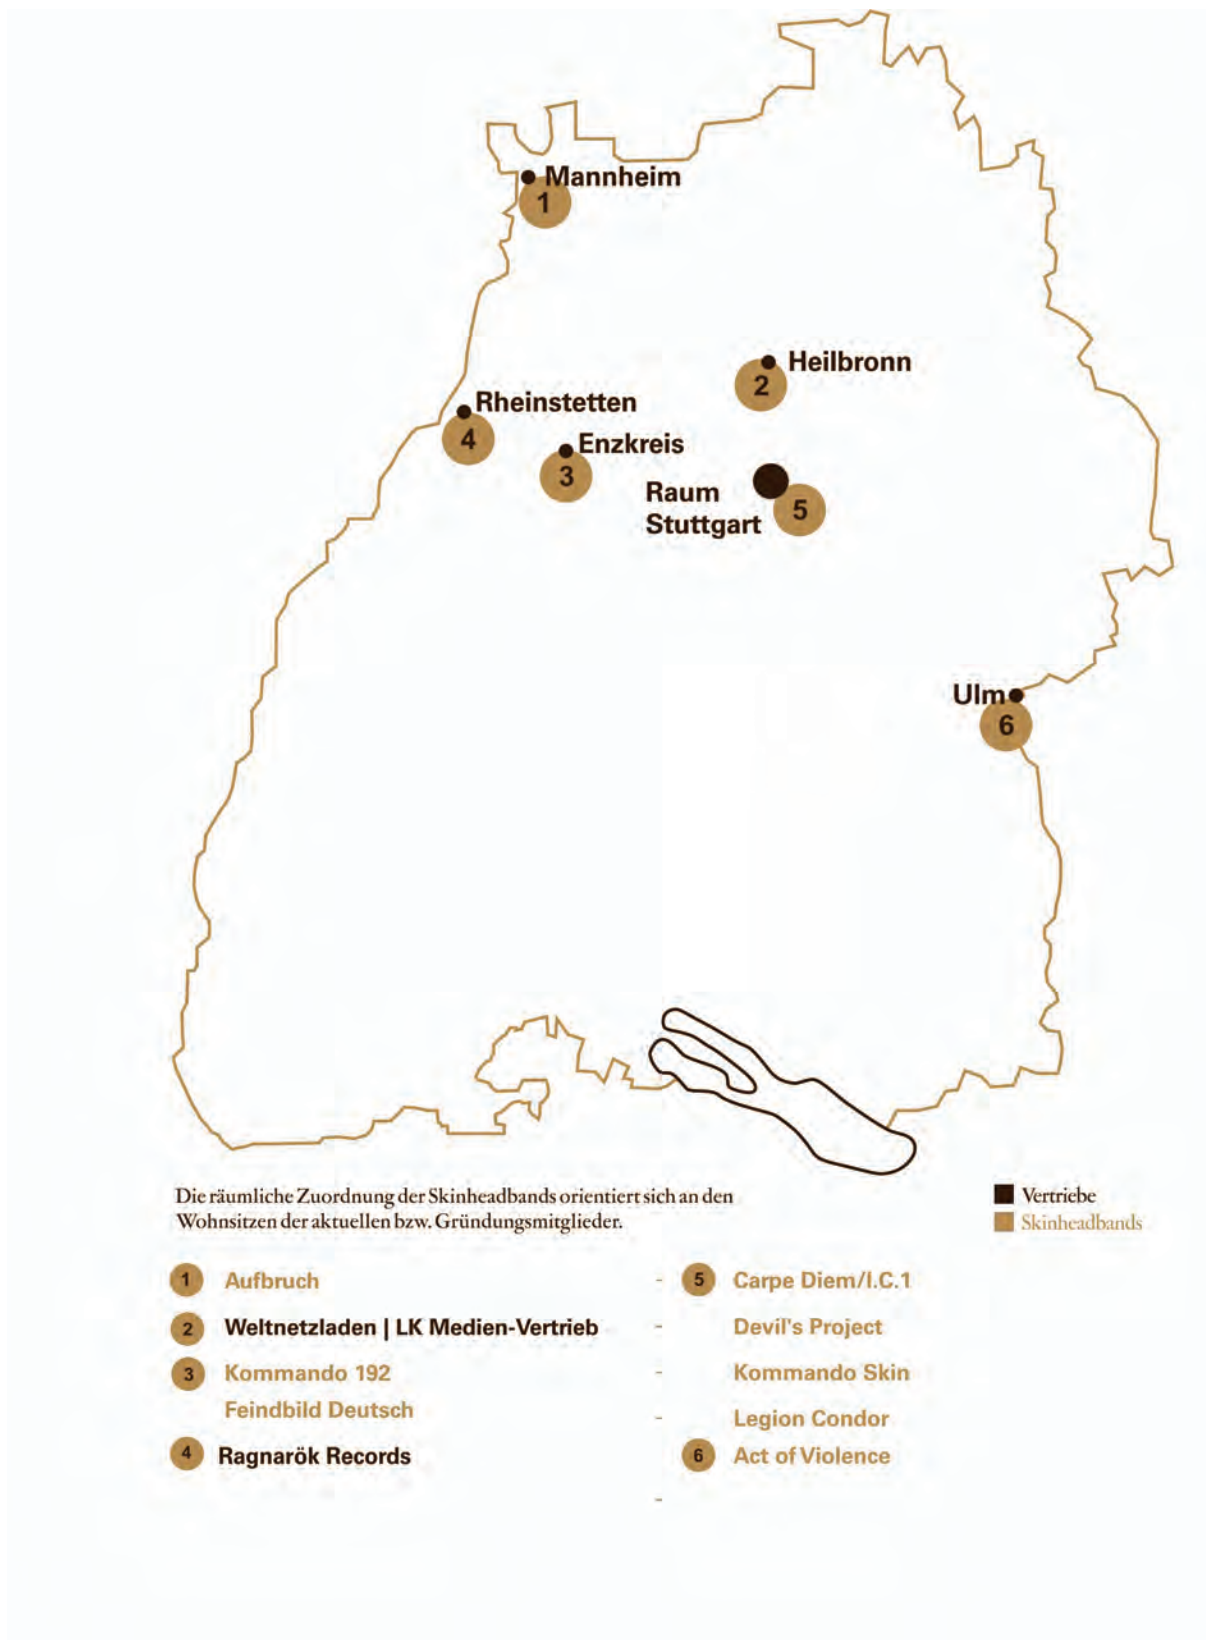 Mannheim
1
Heilbronn
2
Rheinstetten
4
Enzkreis
3
Raum
Stuttgart
5
Ulm
6
Die räumliche Zuordnung der Skinheadbands orientiert sich an den
Wohnsitzen der aktuellen bzw. Gründungsmitglieder.
Vertriebe
Skinheadbands
1 Aufbruch
2 Weltnetzladen | LK Medien-Vertrieb
3 Kommando 192
Feindbild Deutsch
4 Ragnarök Records
- 5 Carpe Diem/I.C.1
- Devil's Project
- Kommando Skin
- Legion Condor
6 Act of Violence
-